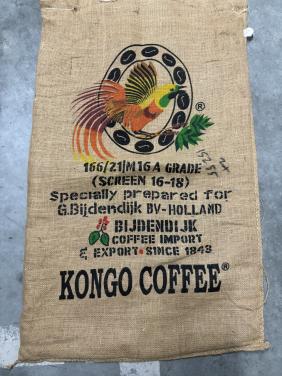 ®
166/21/M16 A GRADE
(SCREEN 16-18)
Specially prepared for
G.Bijdendijk BV-HOLLAND
BIJDENDIJK
COFFEE IMPORT
& EXPORT • SINCE 1843
KONGO COFFEE®